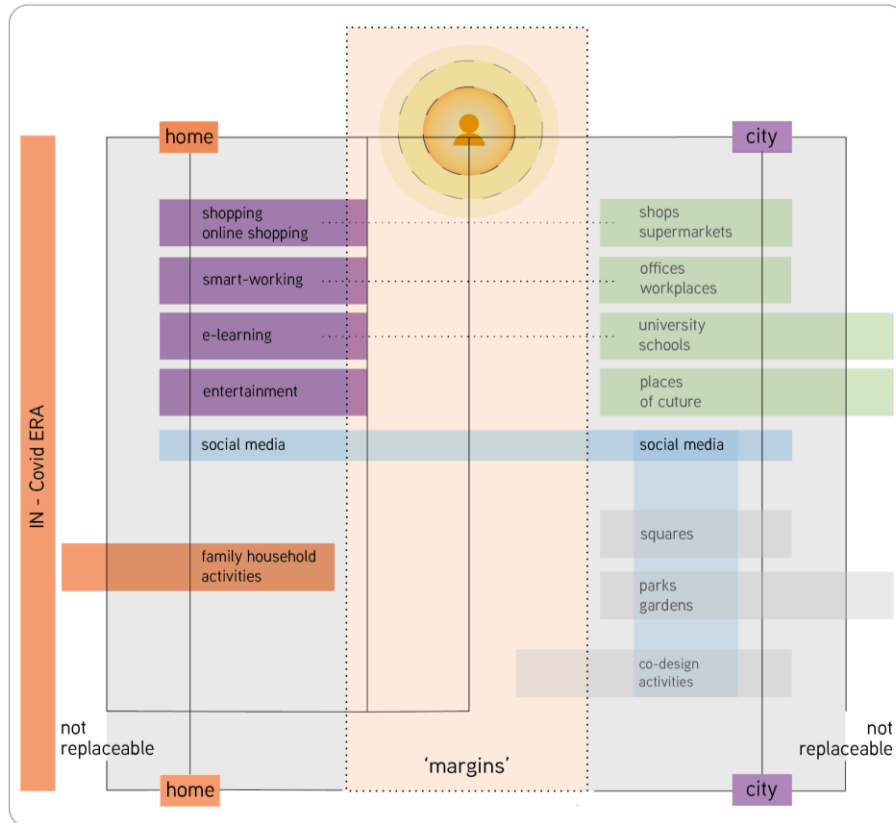 home
city
shopping
online shopping
shops
supermarkets
smart-working
offices
workplaces
e-learning
university
schools
entertainment
places
of cuture
social media
social media
IN - Covid ERA
squares
family household
activities
parks
gardens
co-design
activities
not
replaceable
not
replaceable
'margins'
home
city